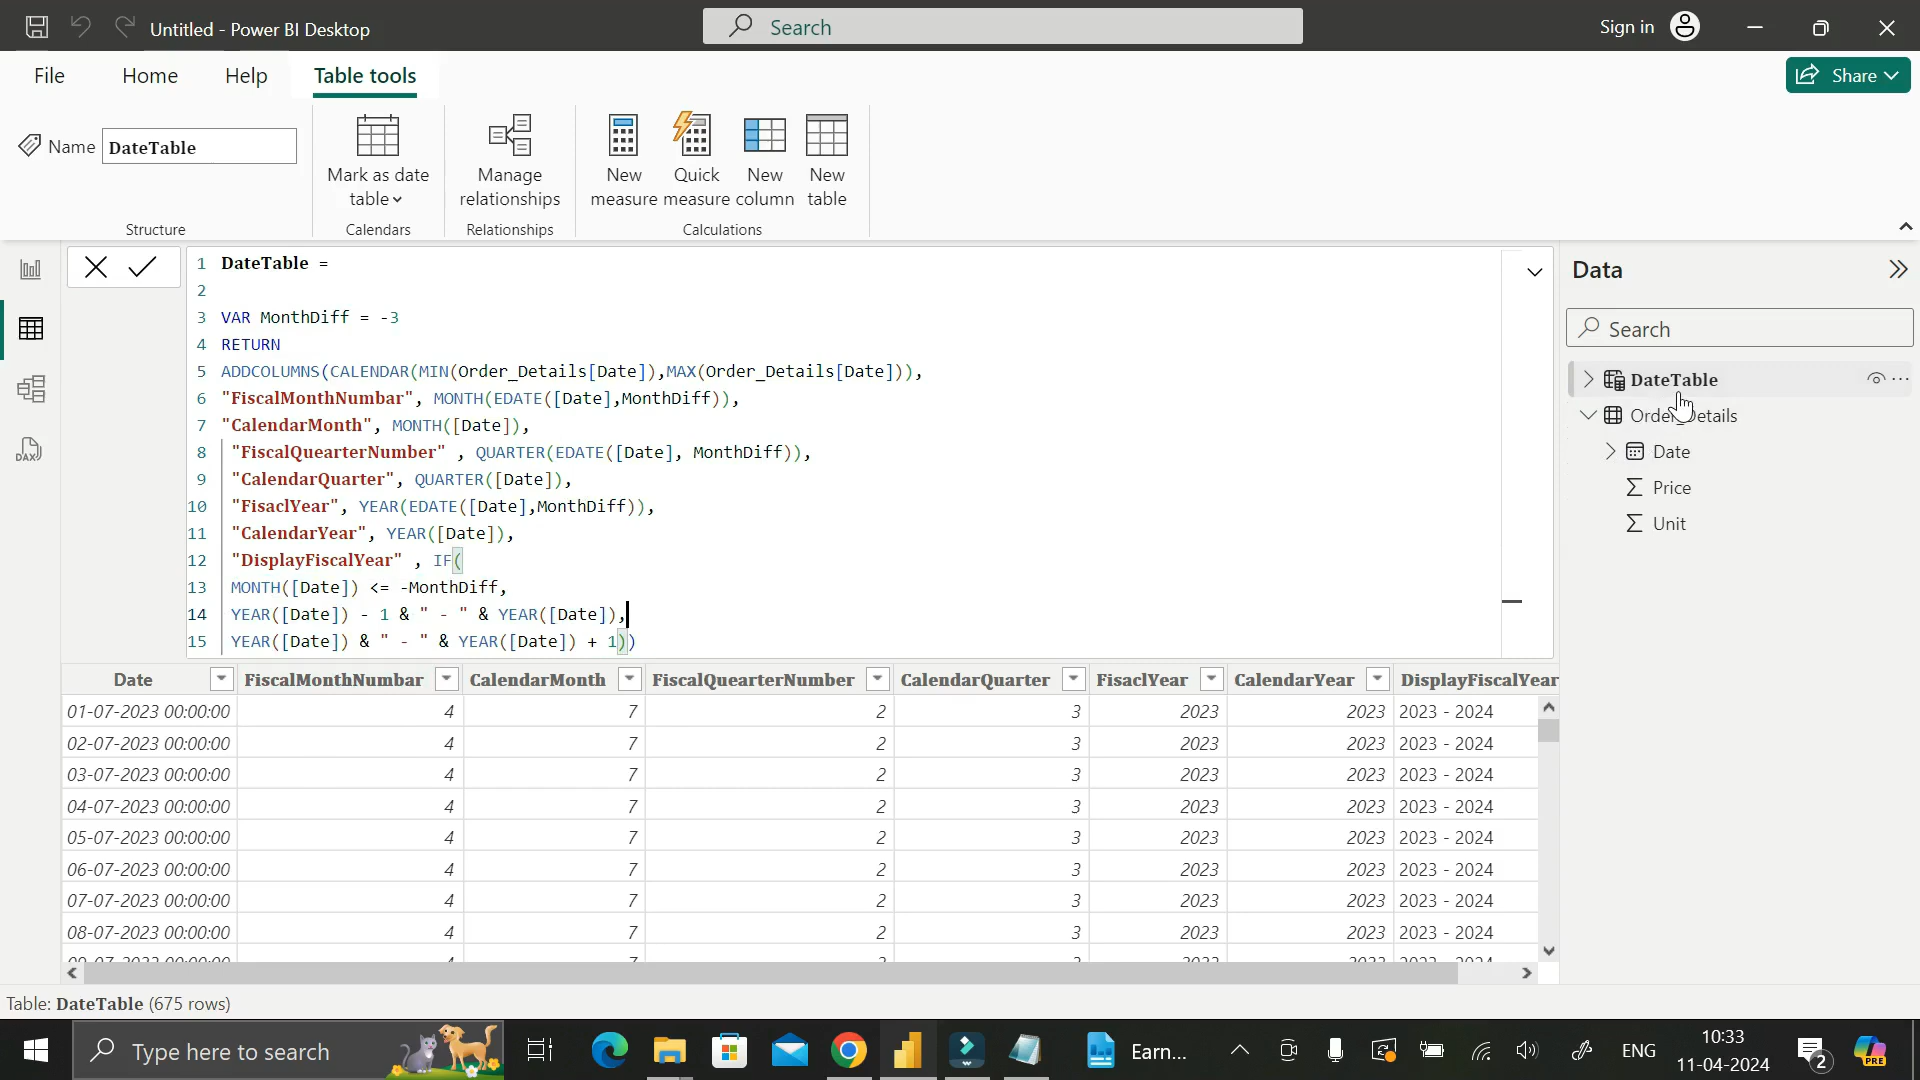 Untitled - Power BI Desktop
Search
Sign in
File
Home
Help
Table tools
Share
Name
DateTable
Mark as date
table
Manage
relationships
New
measure
Quick
measure
New
column
New
table
Structure
Calendars
Relationships
Calculations
1 DateTable =
2
3 VAR MonthDiff = -3
4 RETURN
5 ADDCOLUMNS(CALENDAR(MIN(Order_Details[Date]),MAX(Order_Details[Date])),
6 "FiscalMonthNumbar", MONTH(EDATE([Date],MonthDiff)),
7 "CalendarMonth", MONTH([Date]),
8 "FiscalQuearterNumber" , QUARTER(EDATE([Date], MonthDiff)),
9 "CalendarQuarter", QUARTER([Date]),
10 "FisaclYear", YEAR(EDATE([Date],MonthDiff)),
11 "CalendarYear", YEAR([Date]),
12 "DisplayFiscalYear" , IF(
13 MONTH([Date]) <= -MonthDiff,
14 YEAR([Date]) - 1 & " - " & YEAR([Date]),
15 YEAR([Date]) & " - " & YEAR([Date]) + 1))
Data
Search
DateTable
Order_Details
Date
Price
Unit
DAX
Date FiscalMonthNumbar CalendarMonth FiscalQuearterNumber CalendarQuarter FisaclYear CalendarYear DisplayFiscalYear
01-07-2023 00:00:00 4 7 2 3 2023 2023 2023 - 2024
02-07-2023 00:00:00 4 7 2 3 2023 2023 2023 - 2024
03-07-2023 00:00:00 4 7 2 3 2023 2023 2023 - 2024
04-07-2023 00:00:00 4 7 2 3 2023 2023 2023 - 2024
05-07-2023 00:00:00 4 7 2 3 2023 2023 2023 - 2024
06-07-2023 00:00:00 4 7 2 3 2023 2023 2023 - 2024
07-07-2023 00:00:00 4 7 2 3 2023 2023 2023 - 2024
08-07-2023 00:00:00 4 7 2 3 2023 2023 2023 - 2024
Table: DateTable (675 rows)
Type here to search
Earn...
ENG
10:33
11-04-2024
2
PRE